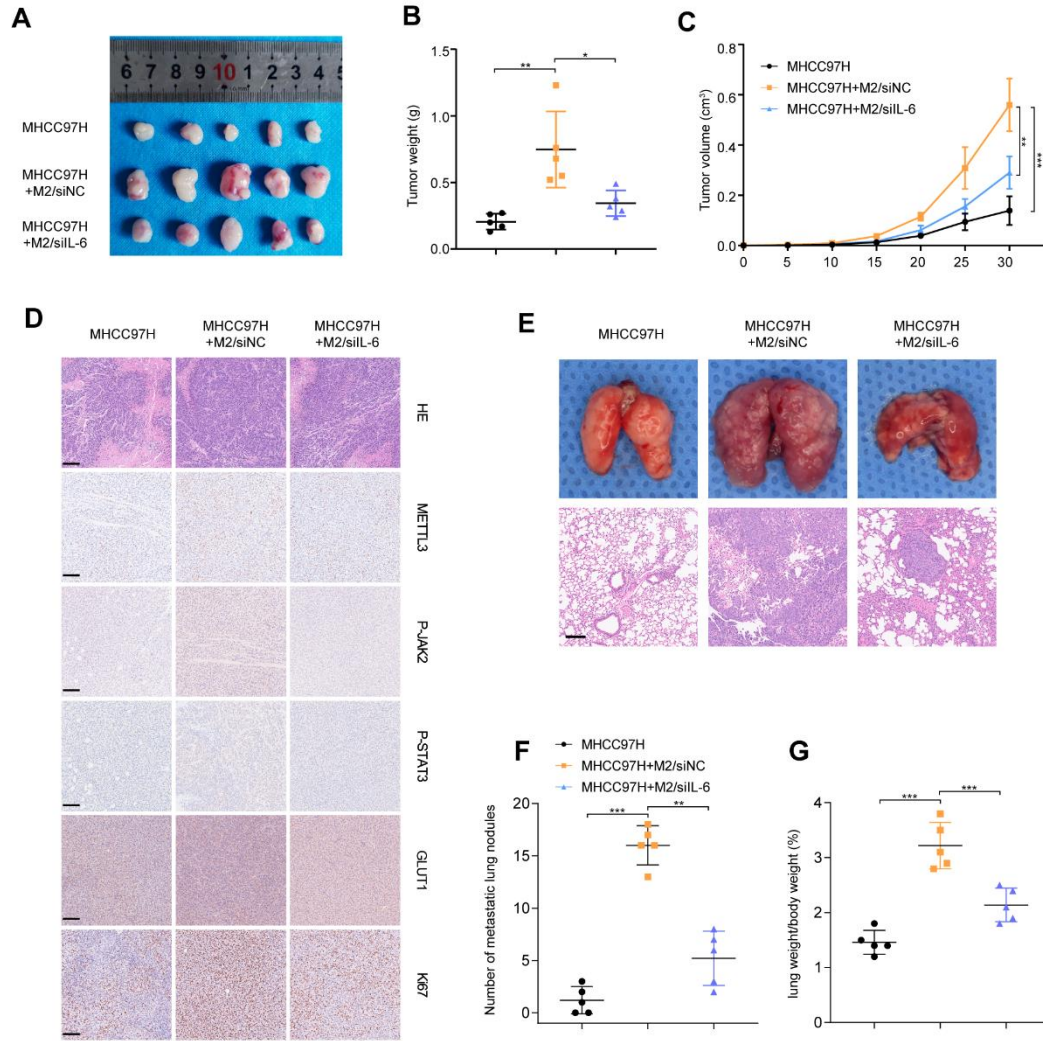 A
6 7 8 9 10 1 2 3 4 5
MHCC97H
MHCC97H
+M2/siNC
MHCC97H
+M2/siIL-6
B
Tumor weight (g)
1.5
1.0
0.5
0.0
**
*
C
Tumor volume (cm³)
0.8
0.6
0.4
0.2
0.0
0 5 10 15 20 25 30
MHCC97H
MHCC97H+M2/siNC
MHCC97H+M2/siIL-6
**
***
D
MHCC97H
MHCC97H
+M2/siNC
MHCC97H
+M2/siIL-6
HE
METTL3
P-JAK2
P-STAT3
GLUT1
Ki67
E
MHCC97H
MHCC97H
+M2/siNC
MHCC97H
+M2/siIL-6
F
MHCC97H
MHCC97H+M2/siNC
MHCC97H+M2/siIL-6
Number of metastatic lung nodules
20
15
10
5
0
***
**
G
lung weight/body weight (%)
4
3
2
1
0
***
***